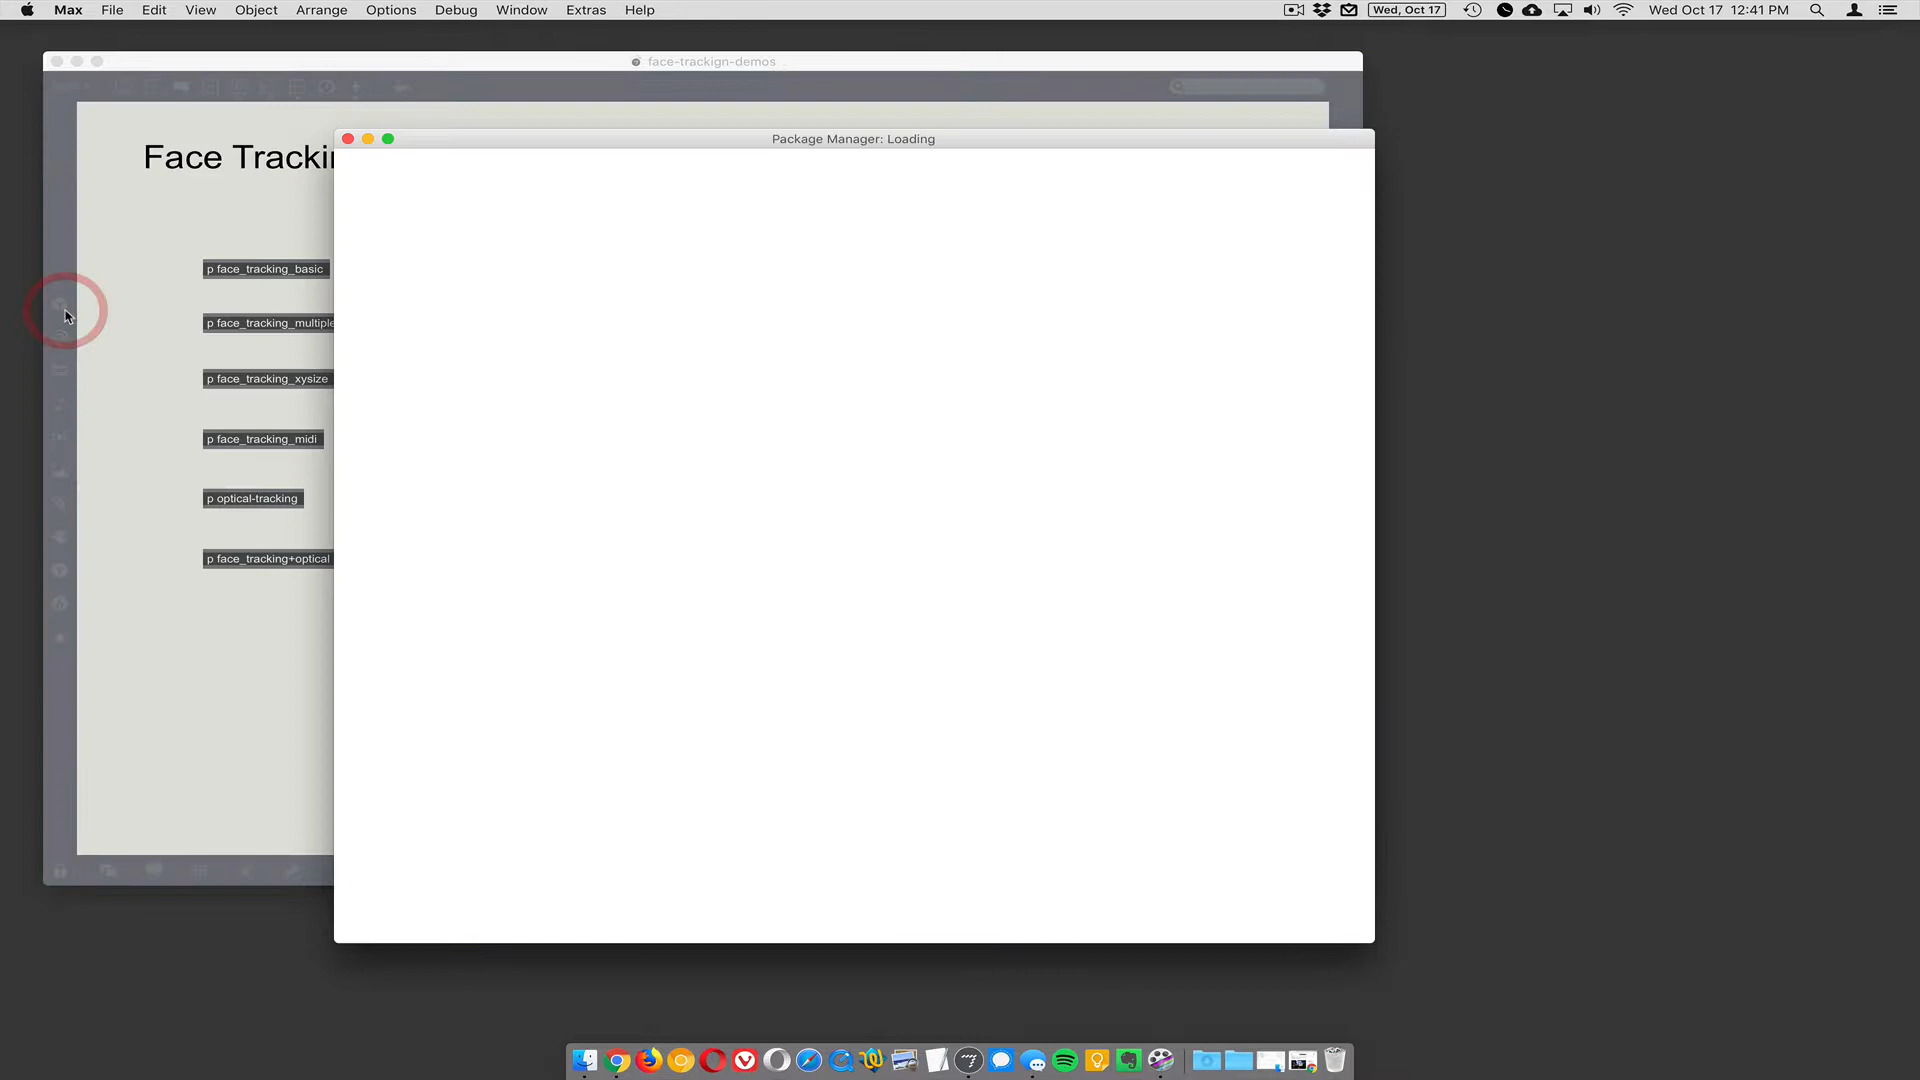 Max File Edit View Object Arrange Options Debug Window Extras Help Wed, Oct 17 Wed Oct 17 12:41 PM
face-trackign-demos
Package Manager: Loading
Face Trackin
p face_tracking_basic
p face_tracking_multiple
p face_tracking_xysize
p face_tracking_midi
p optical-tracking
p face_tracking+optical